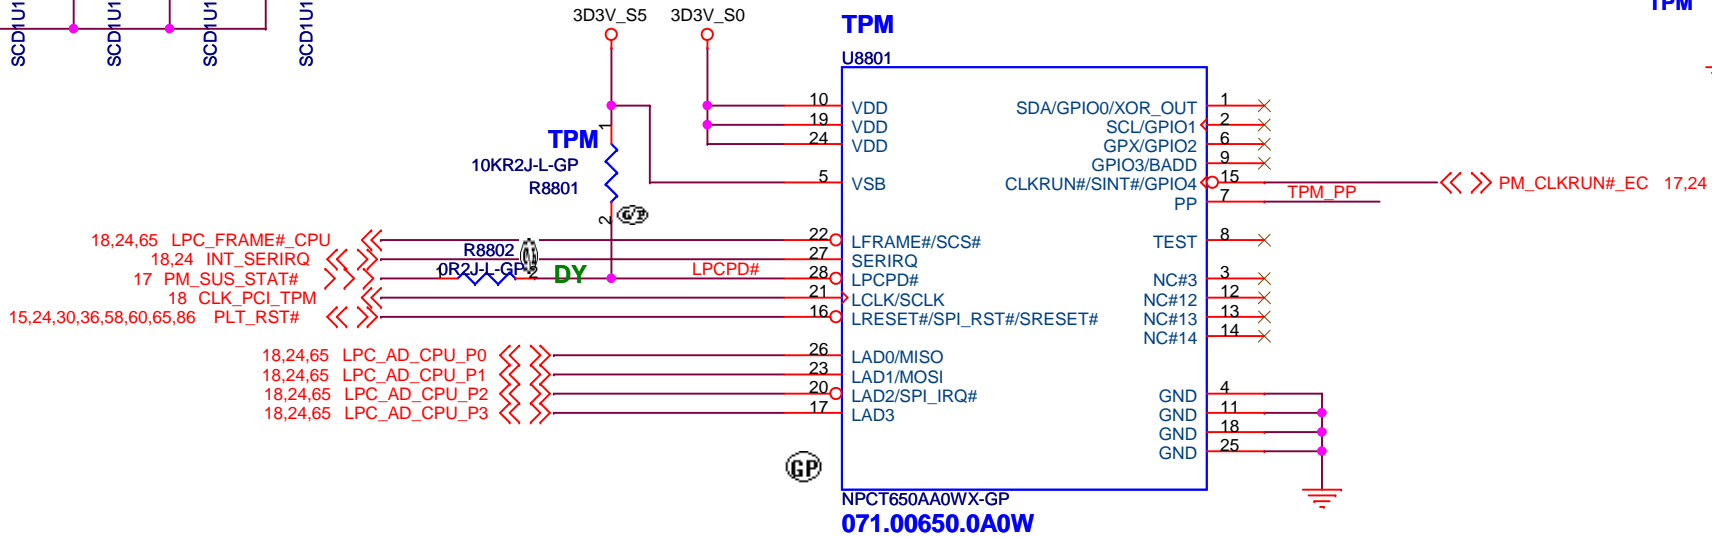 SCD1U1
SCD1U1
SCD1U1
SCD1U1
3D3V_S5
3D3V_S0
TPM
TPM
U8801
10
VDD
19
VDD
24
VDD
5
VSB
1
TPM
10KR2J-L-GP
R8801
2
G/P
SDA/GPIO0/XOR_OUT
1
SCL/GPIO1
2
GPX/GPIO2
6
GPIO3/BADD
9
CLKRUN#/SINT#/GPIO4
15
PM_CLKRUN#_EC 17,24
PP
7
TPM_PP
18,24,65 LPC_FRAME#_CPU
22
LFRAME#/SCS#
18,24 INT_SERIRQ
R8802
27
SERIRQ
17 PM_SUS_STAT#
1
0R2J-L-GP
2
DY
LPCPD#
28
LPCPD#
18 CLK_PCI_TPM
21
LCLK/SCLK
15,24,30,36,58,60,65,86 PLT_RST#
16
LRESET#/SPI_RST#/SRESET#
TEST
8
NC#3
3
NC#12
12
NC#13
13
NC#14
14
18,24,65 LPC_AD_CPU_P0
26
LAD0/MISO
18,24,65 LPC_AD_CPU_P1
23
LAD1/MOSI
18,24,65 LPC_AD_CPU_P2
20
LAD2/SPI_IRQ#
18,24,65 LPC_AD_CPU_P3
17
LAD3
GND
4
GND
11
GND
18
GND
25
GP
NPCT650AA0WX-GP
071.00650.0A0W